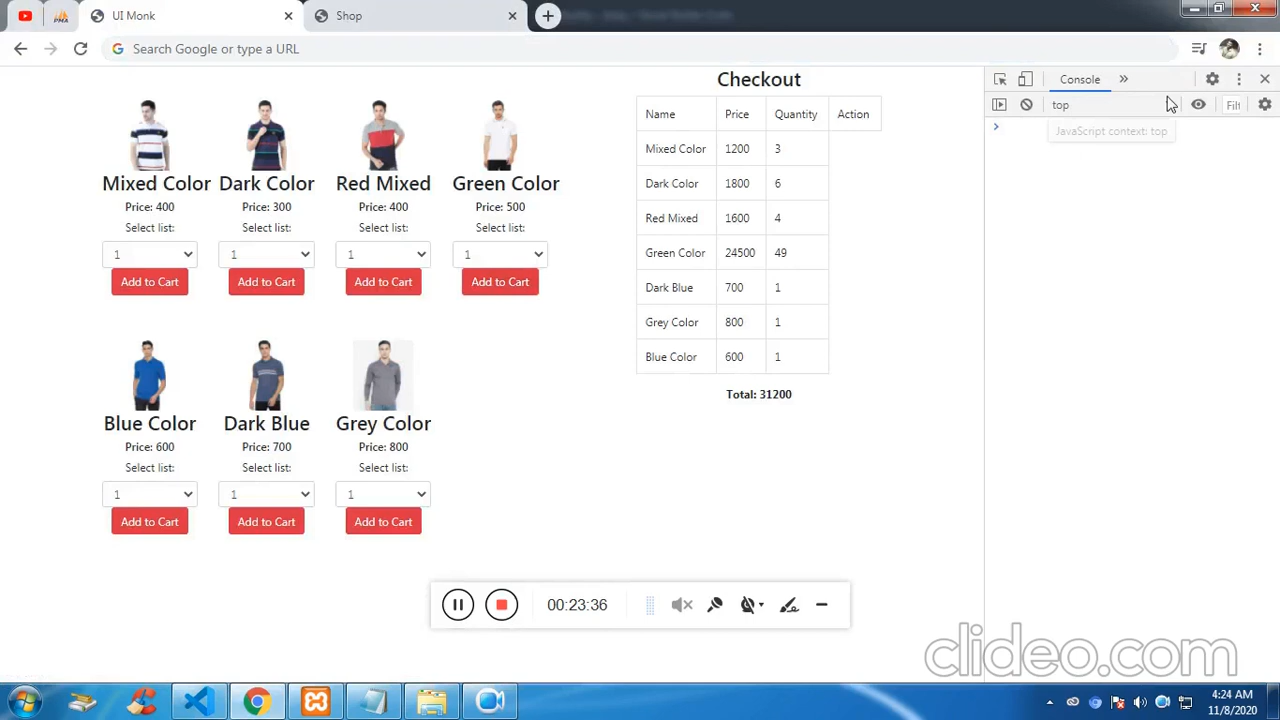 UI Monk
Shop
Search Google or type a URL
Mixed Color Dark Color Red Mixed Green Color
Price: 400 Price: 300 Price: 400 Price: 500
Select list: Select list: Select list: Select list:
1 1 1 1
Add to Cart Add to Cart Add to Cart Add to Cart
Blue Color Dark Blue Grey Color
Price: 600 Price: 700 Price: 800
Select list: Select list: Select list:
1 1 1
Add to Cart Add to Cart Add to Cart
Checkout
Name Price Quantity Action
Mixed Color 1200 3
Dark Color 1800 6
Red Mixed 1600 4
Green Color 24500 49
Dark Blue 700 1
Grey Color 800 1
Blue Color 600 1
Total: 31200
Console
top Filt
JavaScript context: top
00:23:36
clideo.com
4:24 AM
11/8/2020